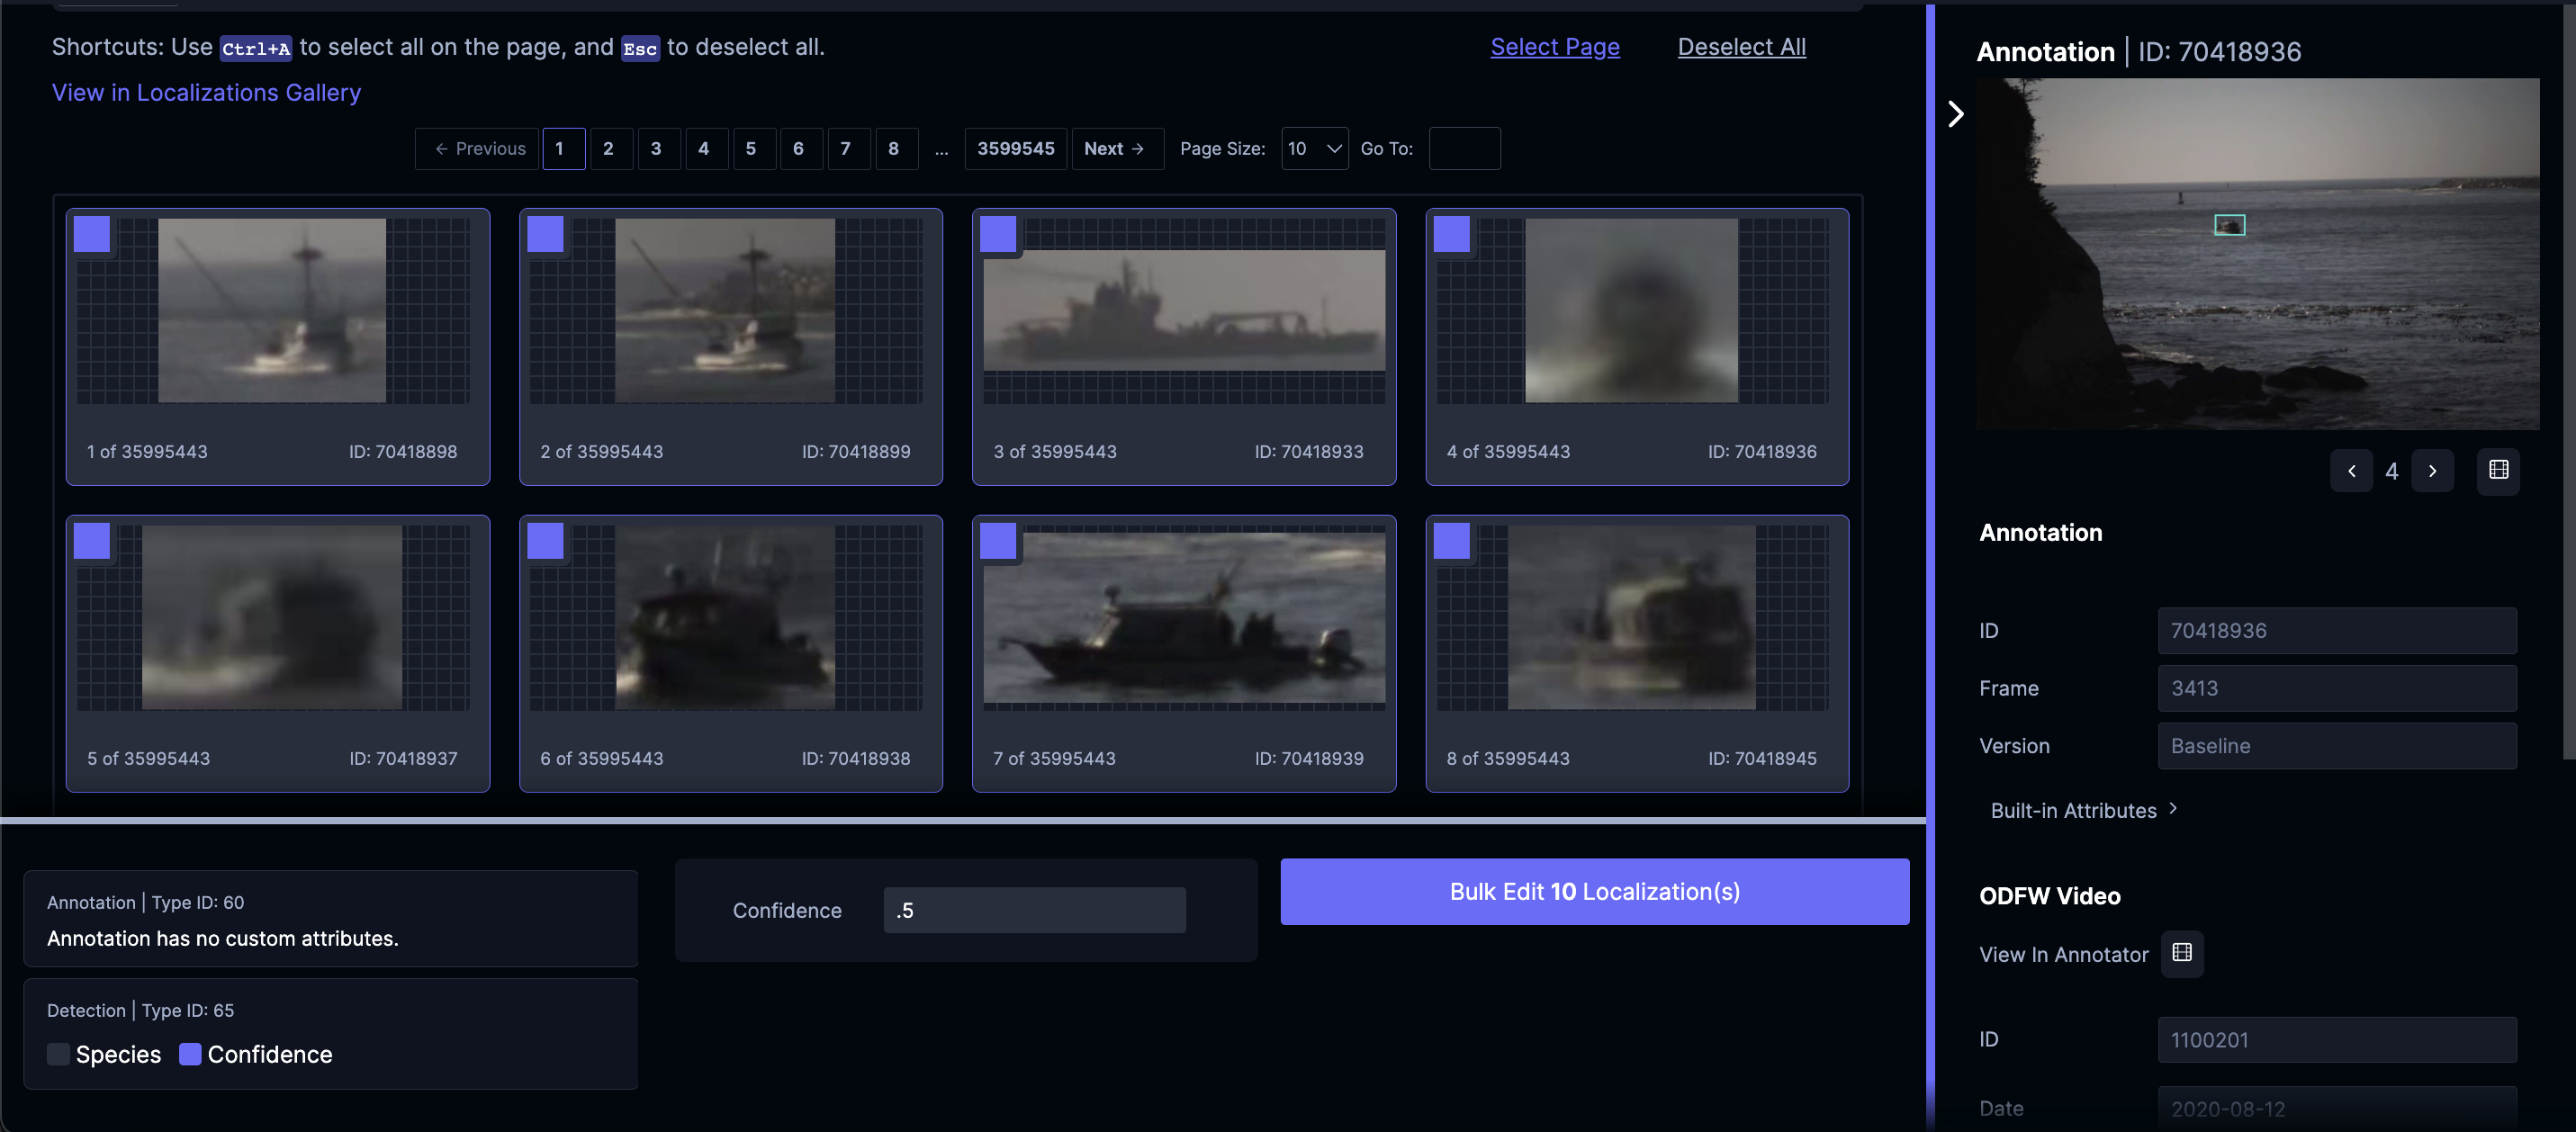 Shortcuts: Use Ctrl+A to select all on the page, and Esc to deselect all.
Select Page
Deselect All
View in Localizations Gallery
← Previous 1 2 3 4 5 6 7 8 ... 3599545 Next → Page Size: 10 Go To:
1 of 35995443 ID: 70418898
2 of 35995443 ID: 70418899
3 of 35995443 ID: 70418933
4 of 35995443 ID: 70418936
5 of 35995443 ID: 70418937
6 of 35995443 ID: 70418938
7 of 35995443 ID: 70418939
8 of 35995443 ID: 70418945
Annotation | Type ID: 60
Annotation has no custom attributes.
Detection | Type ID: 65
Species Confidence
Confidence .5
Bulk Edit 10 Localization(s)
Annotation | ID: 70418936
4
Annotation
ID 70418936
Frame 3413
Version Baseline
Built-in Attributes
ODFW Video
View In Annotator
ID 1100201
Date 2020-08-12